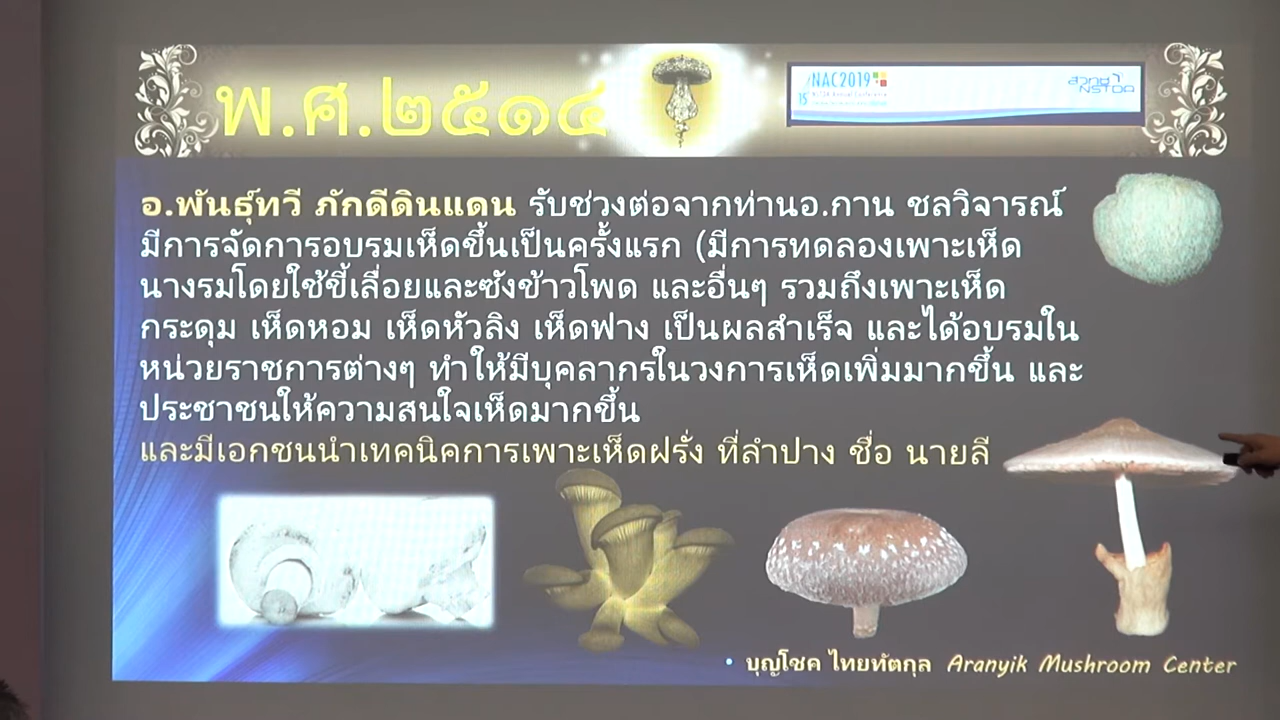 พ.ศ.๒๕๑๔
NAC2019
NSTDA Annual Conference
15
สวทช
NSTDA
อ.พันธุ์ทวี ภักดีดินแดน รับช่วงต่อจากท่านอ.กาน ชลวิจารณ์
มีการจัดการอบรมเห็ดขึ้นเป็นครั้งแรก (มีการทดลองเพาะเห็ด
นางรมโดยใช้ขี้เลื่อยและซังข้าวโพด และอื่นๆ รวมถึงเพาะเห็ด
กระดุม เห็ดหอม เห็ดหัวลิง เห็ดฟาง เป็นผลสำเร็จ และได้อบรมใน
หน่วยราชการต่างๆ ทำให้มีบุคลากรในวงการเห็ดเพิ่มมากขึ้น และ
ประชาชนให้ความสนใจเห็ดมากขึ้น
และมีเอกชนนำเทคนิคการเพาะเห็ดฝรั่ง ที่ลำปาง ชื่อ นายลี
• บุญโชค ไทยทัตกุล Aranyik Mushroom Center